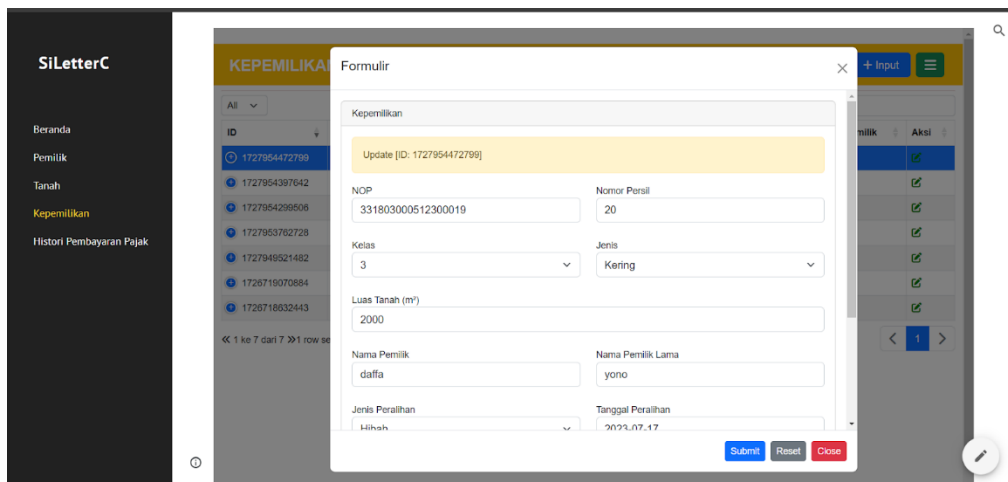 SiLetterC
Beranda
Pemilik
Tanah
Kepemilikan
Histori Pembayaran Pajak
KEPEMILIKA
+ Input
All
ID
milik
Aksi
1727954472799
1727954397642
1727954299506
1727953762728
1727949521482
1726719070884
1726718632443
1 ke 7 dari 7
1 row se
1
Formulir
Kepemilikan
Update [ID: 1727954472799]
NOP
Nomor Persil
331803000512300019
20
Kelas
Jenis
3
Kering
Luas Tanah (m²)
2000
Nama Pemilik
Nama Pemilik Lama
daffa
yono
Jenis Peralihan
Tanggal Peralihan
Hibah
2023-07-17
Submit
Reset
Close